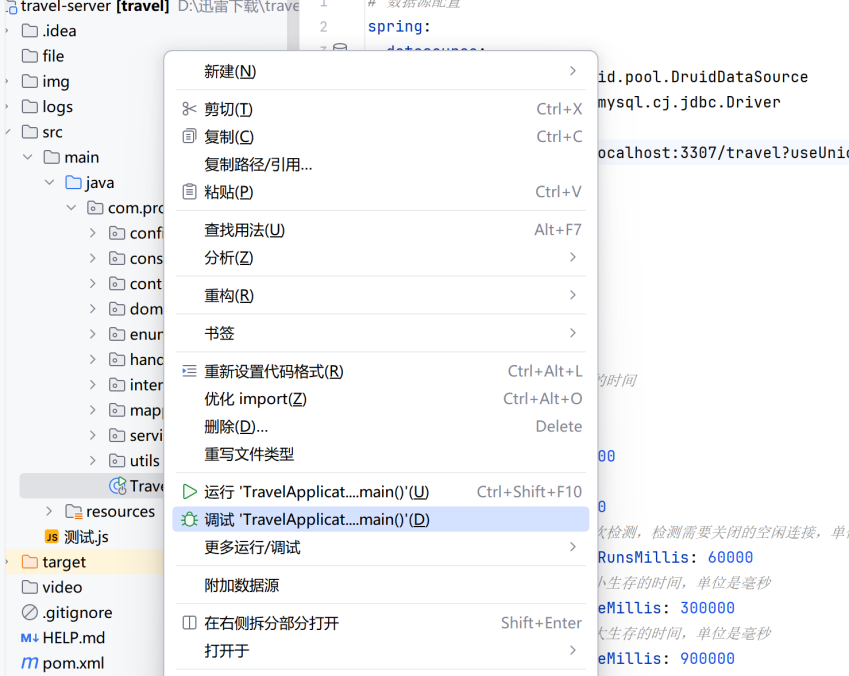 travel-server [travel] D:\迅雷下载\trave
.idea
file
img
logs
src
main
java
com.pro
confi
cons
cont
dom
enum
hand
inter
map
servi
utils
Trave
resources
测试.js
target
video
.gitignore
HELP.md
pom.xml
新建(N)
剪切(T) Ctrl+X
复制(C) Ctrl+C
复制路径/引用...
粘贴(P) Ctrl+V
查找用法(U) Alt+F7
分析(Z)
重构(R)
书签
重新设置代码格式(R) Ctrl+Alt+L
优化 import(Z) Ctrl+Alt+O
删除(D)... Delete
重写文件类型
运行 'TravelApplicat....main()'(U) Ctrl+Shift+F10
调试 'TravelApplicat....main()'(D)
更多运行/调试
附加数据源
在右侧拆分部分打开 Shift+Enter
打开于
1 # 数据源配置
2 spring:
3 datasource:
id.pool.DruidDataSource
mysql.cj.jdbc.Driver
ocalhost:3307/travel?useUnic
的时间
00
0
次检测，检测需要关闭的空闲连接，单
RunsMillis: 60000
小生存的时间，单位是毫秒
eMillis: 300000
大生存的时间，单位是毫秒
eMillis: 900000